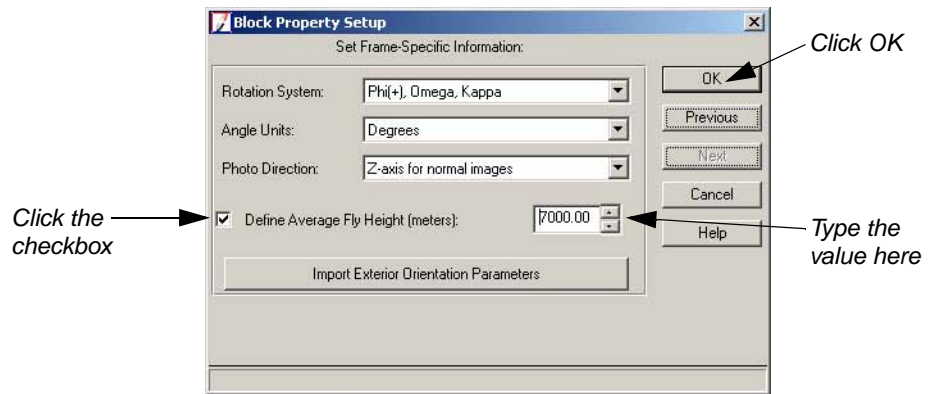 Block Property Setup
Set Frame-Specific Information:
Click OK
OK
Rotation System: Phi(+), Omega, Kappa
Previous
Angle Units: Degrees
Next
Photo Direction: Z-axis for normal images
Cancel
Click the
checkbox
Define Average Fly Height (meters): 7000.00
Help
Type the
value here
Import Exterior Orientation Parameters